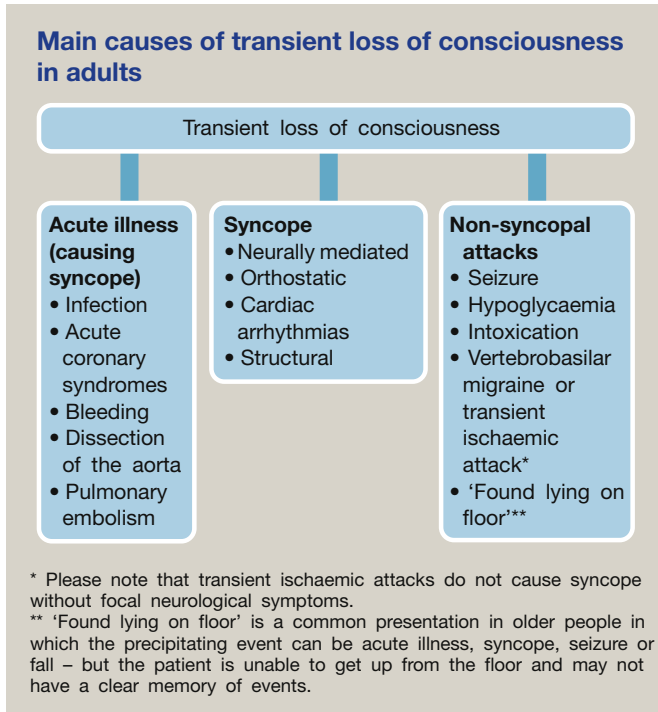 Main causes of transient loss of consciousness
in adults
Transient loss of consciousness
Acute illness
(causing
syncope)
• Infection
• Acute
coronary
syndromes
• Bleeding
• Dissection
of the aorta
• Pulmonary
embolism
Syncope
• Neurally mediated
• Orthostatic
• Cardiac
arrhythmias
• Structural
Non-syncopal
attacks
• Seizure
• Hypoglycaemia
• Intoxication
• Vertebrobasilar
migraine or
transient
ischaemic
attack*
• ‘Found lying on
floor’**
* Please note that transient ischaemic attacks do not cause syncope
without focal neurological symptoms.
** ‘Found lying on floor’ is a common presentation in older people in
which the precipitating event can be acute illness, syncope, seizure or
fall – but the patient is unable to get up from the floor and may not
have a clear memory of events.